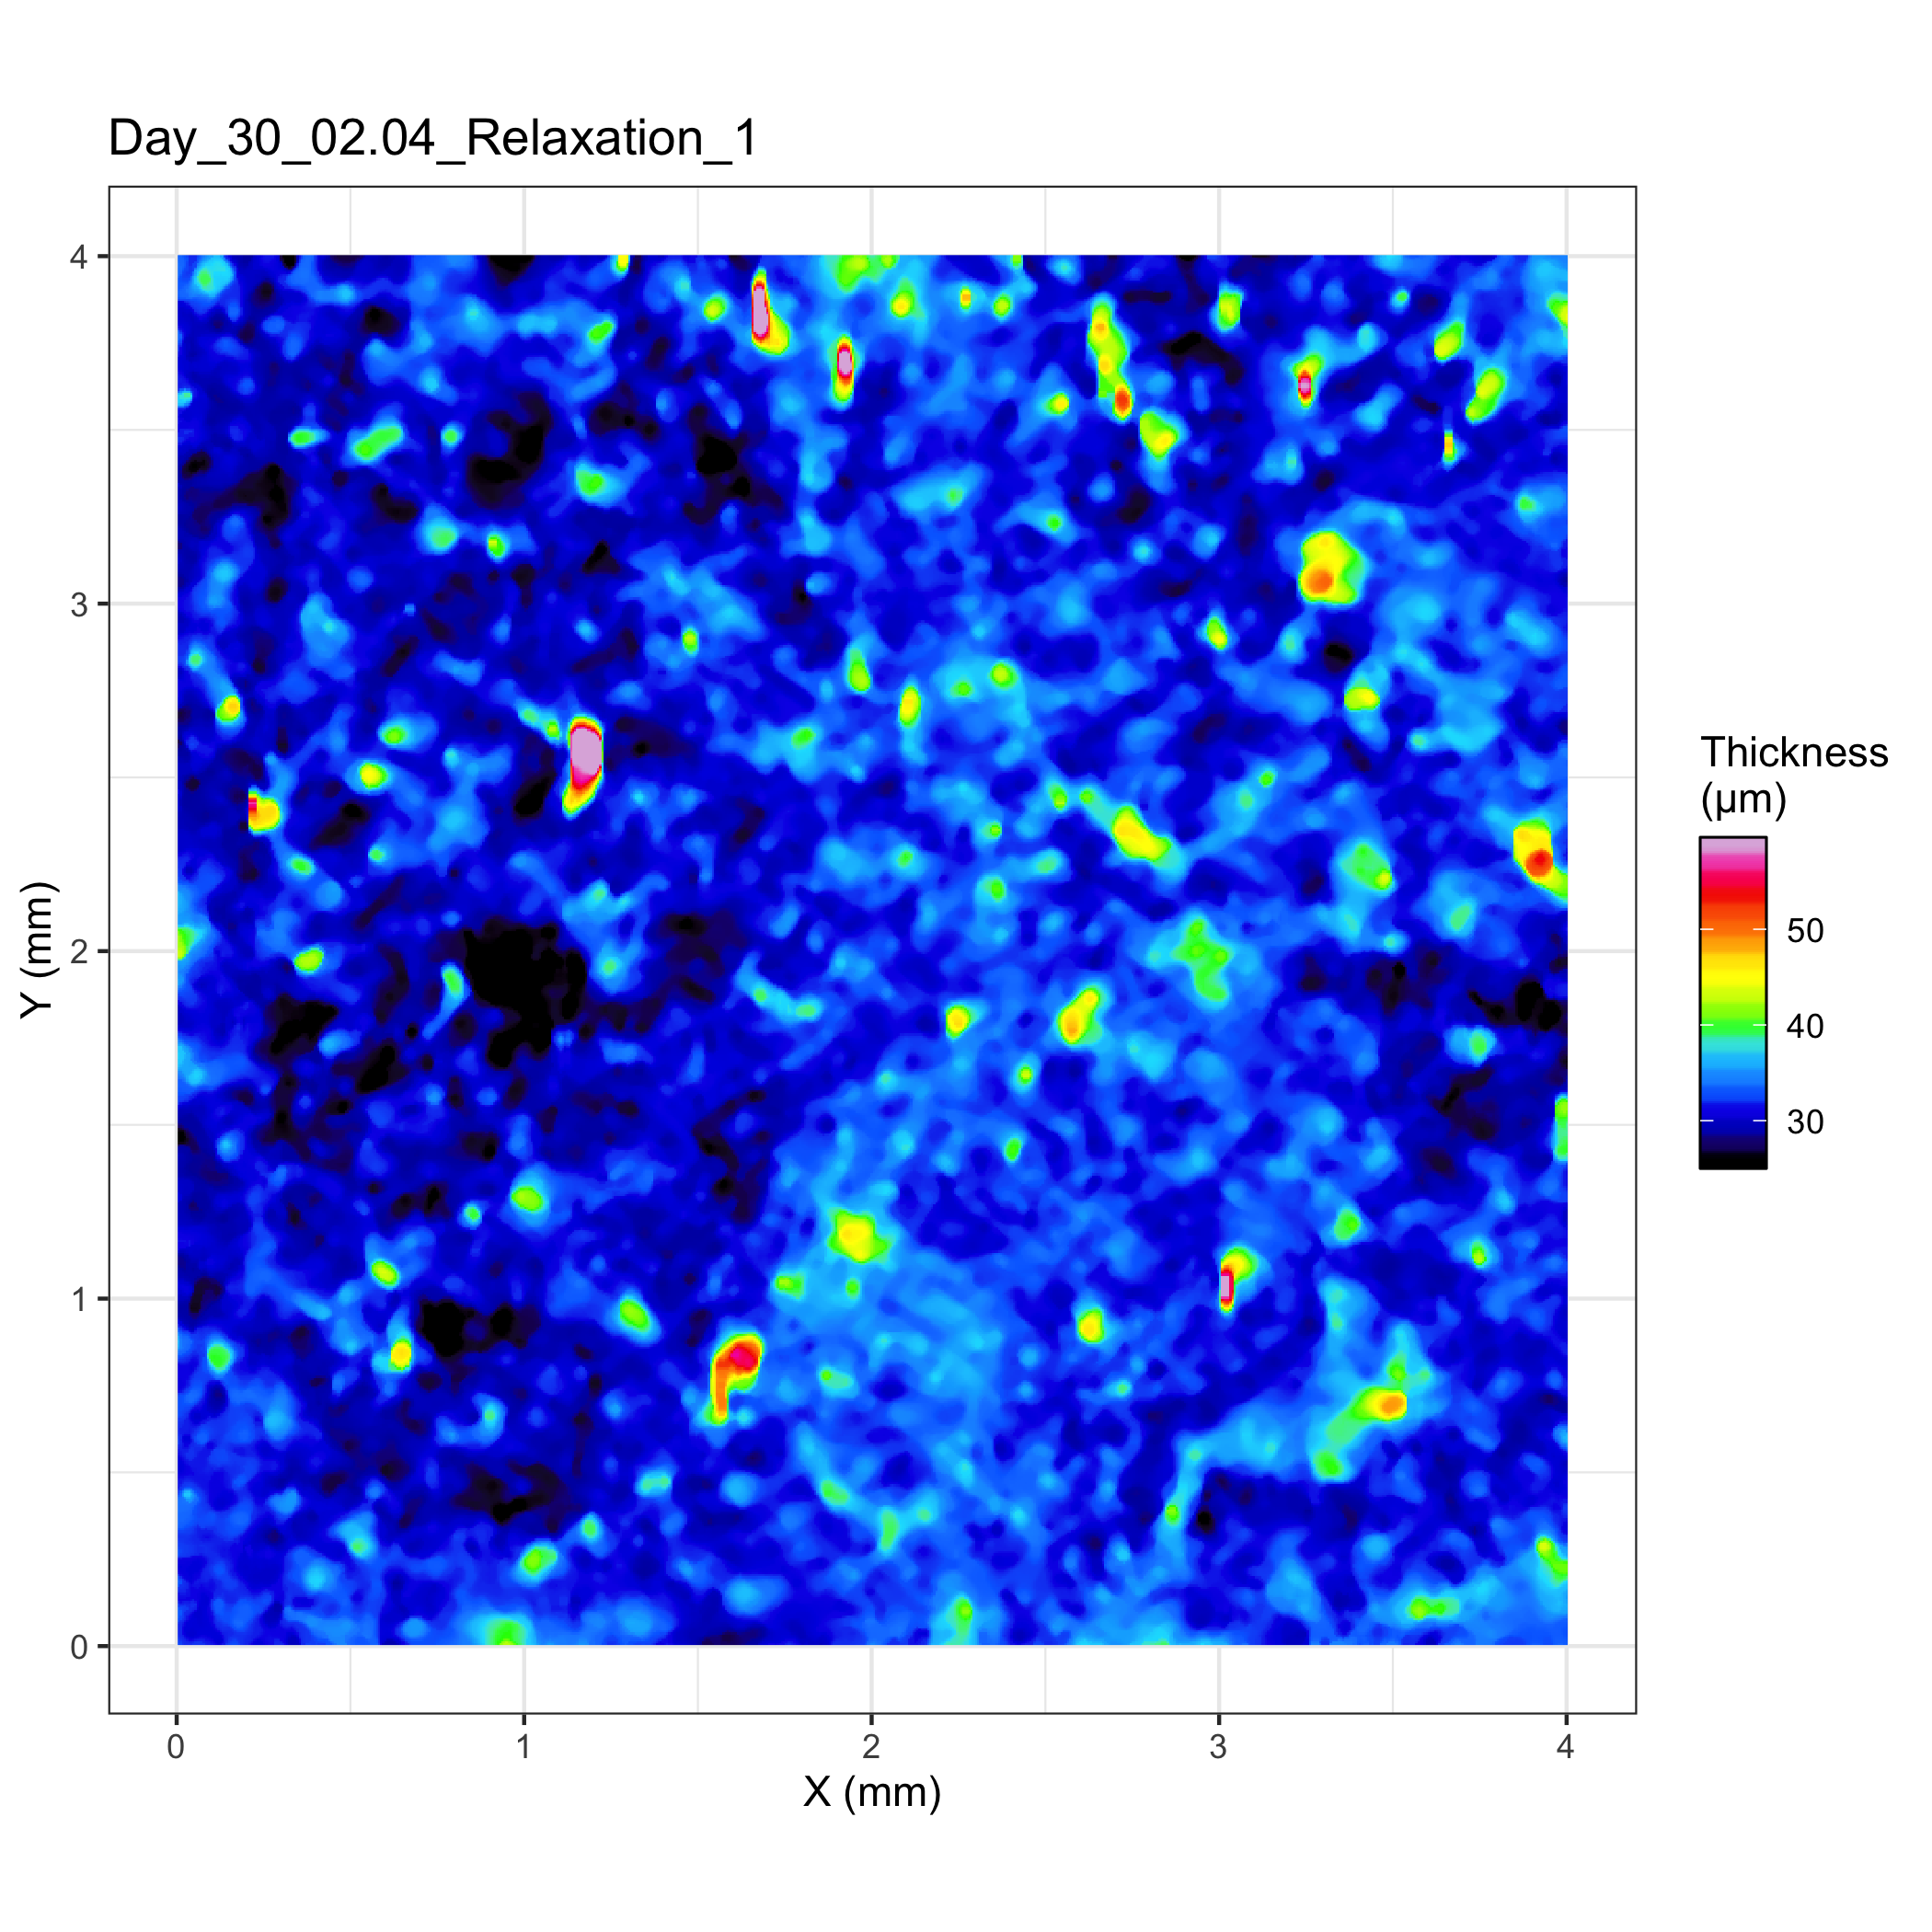 Day_30_02.04_Relaxation_1
4
3
2
1
0
Y (mm)
0 1 2 3 4
X (mm)
Thickness
(μm)
50
40
30